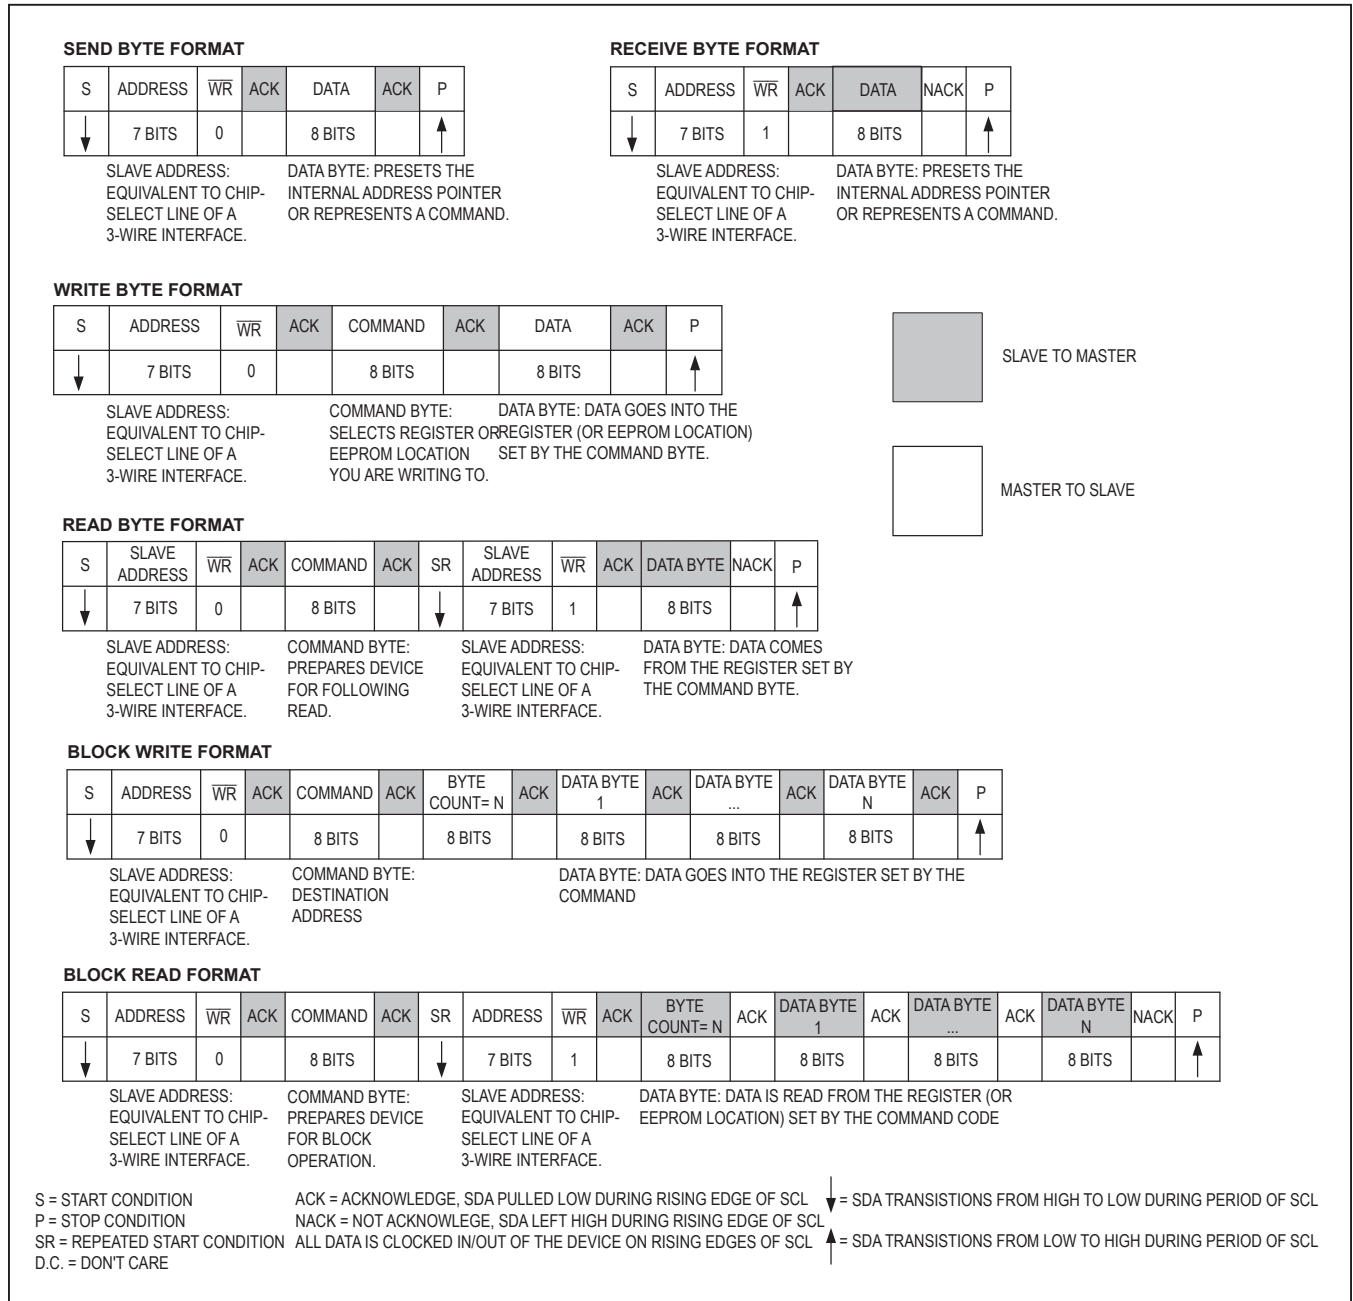 SEND BYTE FORMAT
S ADDRESS WR ACK DATA ACK P
7 BITS 0 8 BITS
SLAVE ADDRESS:
EQUIVALENT TO CHIP-
SELECT LINE OF A
3-WIRE INTERFACE.
DATA BYTE: PRESETS THE
INTERNAL ADDRESS POINTER
OR REPRESENTS A COMMAND.
RECEIVE BYTE FORMAT
S ADDRESS WR ACK DATA NACK P
7 BITS 1 8 BITS
SLAVE ADDRESS:
EQUIVALENT TO CHIP-
SELECT LINE OF A
3-WIRE INTERFACE.
DATA BYTE: PRESETS THE
INTERNAL ADDRESS POINTER
OR REPRESENTS A COMMAND.
WRITE BYTE FORMAT
S ADDRESS WR ACK COMMAND ACK DATA ACK P
7 BITS 0 8 BITS 8 BITS
SLAVE ADDRESS:
EQUIVALENT TO CHIP-
SELECT LINE OF A
3-WIRE INTERFACE.
COMMAND BYTE:
SELECTS REGISTER OR
EEPROM LOCATION
YOU ARE WRITING TO.
DATA BYTE: DATA GOES INTO THE
REGISTER (OR EEPROM LOCATION)
SET BY THE COMMAND BYTE.
SLAVE TO MASTER
MASTER TO SLAVE
READ BYTE FORMAT
S SLAVE ADDRESS WR ACK COMMAND ACK SR SLAVE ADDRESS WR ACK DATA BYTE NACK P
7 BITS 0 8 BITS 7 BITS 1 8 BITS
SLAVE ADDRESS:
EQUIVALENT TO CHIP-
SELECT LINE OF A
3-WIRE INTERFACE.
COMMAND BYTE:
PREPARES DEVICE
FOR FOLLOWING
READ.
SLAVE ADDRESS:
EQUIVALENT TO CHIP-
SELECT LINE OF A
3-WIRE INTERFACE.
DATA BYTE: DATA COMES
FROM THE REGISTER SET BY
THE COMMAND BYTE.
BLOCK WRITE FORMAT
S ADDRESS WR ACK COMMAND ACK BYTE COUNT= N ACK DATA BYTE 1 ACK DATA BYTE ... ACK DATA BYTE N ACK P
7 BITS 0 8 BITS 8 BITS 8 BITS 8 BITS 8 BITS
SLAVE ADDRESS:
EQUIVALENT TO CHIP-
SELECT LINE OF A
3-WIRE INTERFACE.
COMMAND BYTE:
DESTINATION
ADDRESS
DATA BYTE: DATA GOES INTO THE REGISTER SET BY THE
COMMAND
BLOCK READ FORMAT
S ADDRESS WR ACK COMMAND ACK SR ADDRESS WR ACK BYTE COUNT= N ACK DATA BYTE 1 ACK DATA BYTE ... ACK DATA BYTE N NACK P
7 BITS 0 8 BITS 7 BITS 1 8 BITS 8 BITS 8 BITS 8 BITS
SLAVE ADDRESS:
EQUIVALENT TO CHIP-
SELECT LINE OF A
3-WIRE INTERFACE.
COMMAND BYTE:
PREPARES DEVICE
FOR BLOCK
OPERATION.
SLAVE ADDRESS:
EQUIVALENT TO CHIP-
SELECT LINE OF A
3-WIRE INTERFACE.
DATA BYTE: DATA IS READ FROM THE REGISTER (OR
EEPROM LOCATION) SET BY THE COMMAND CODE
S = START CONDITION
P = STOP CONDITION
SR = REPEATED START CONDITION
D.C. = DON'T CARE
ACK = ACKNOWLEDGE, SDA PULLED LOW DURING RISING EDGE OF SCL
NACK = NOT ACKNOWLEGE, SDA LEFT HIGH DURING RISING EDGE OF SCL
ALL DATA IS CLOCKED IN/OUT OF THE DEVICE ON RISING EDGES OF SCL
= SDA TRANSISTIONS FROM HIGH TO LOW DURING PERIOD OF SCL
= SDA TRANSISTIONS FROM LOW TO HIGH DURING PERIOD OF SCL